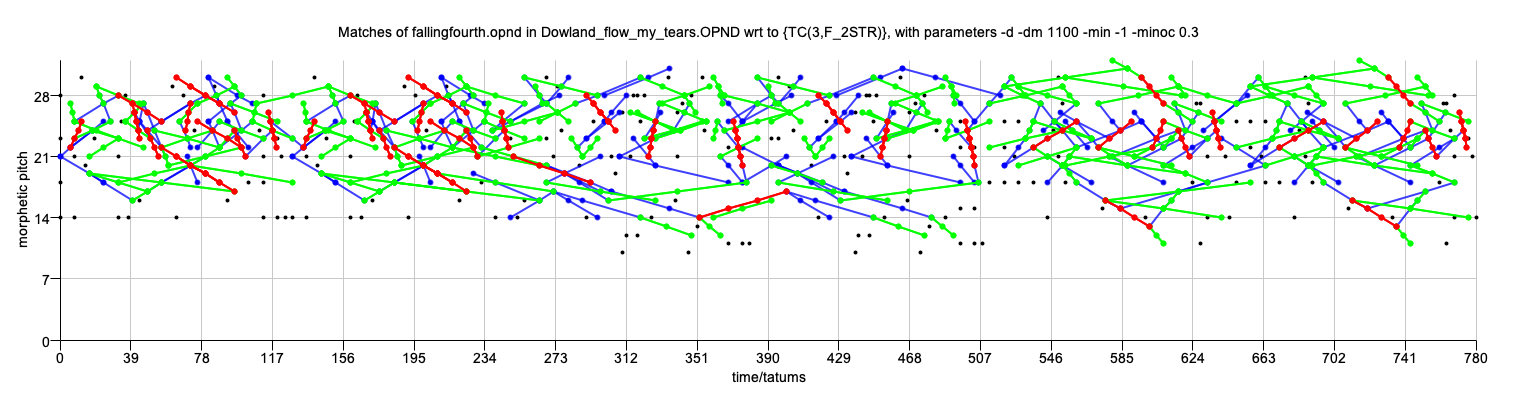 Matches of fallingfourth.opnd in Dowland_flow_my_tears.OPND wrt to {TC(3,F_2STR)}, with parameters -d -dm 1100 -min -1 -minoc 0.3
morphetic pitch
28
21
14
7
0
0 39 78 117 156 195 234 273 312 351 390 429 468 507 546 585 624 663 702 741 780
time/tatums